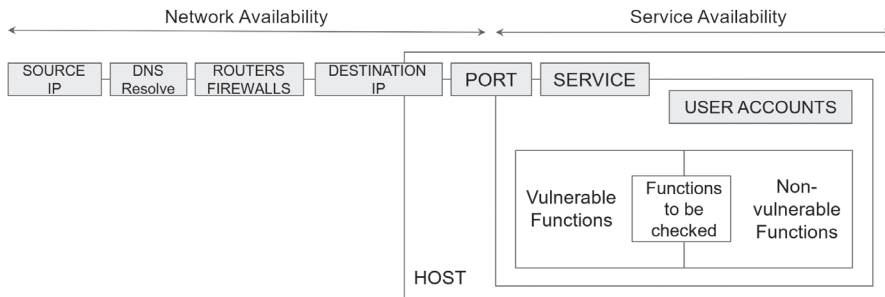 Network Availability
Service Availability
SOURCE
IP
DNS
Resolve
ROUTERS
FIREWALLS
DESTINATION
IP
PORT
SERVICE
USER ACCOUNTS
Vulnerable
Functions
Functions
to be
checked
Non-
vulnerable
Functions
HOST